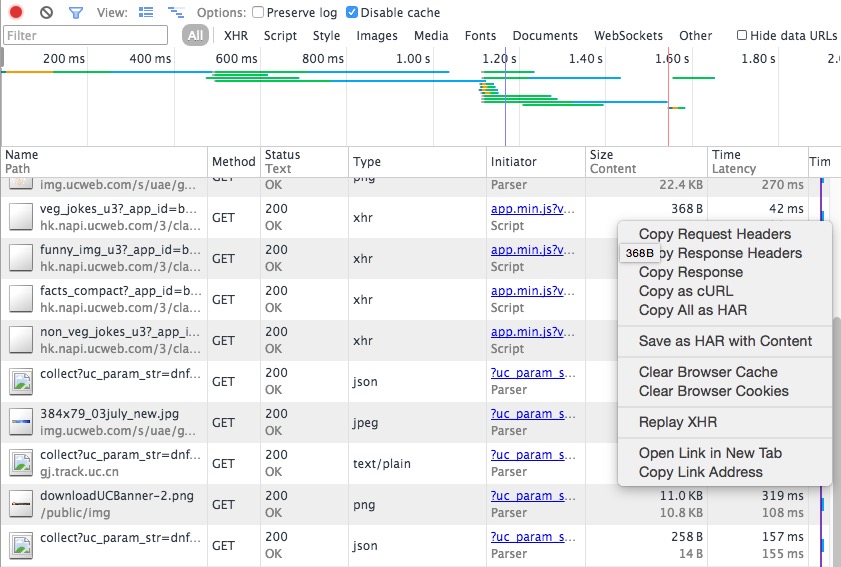 View: Options: Preserve log Disable cache
Filter All XHR Script Style Images Media Fonts Documents WebSockets Other Hide data URLs
200 ms 400 ms 600 ms 800 ms 1.00 s 1.20 s 1.40 s 1.60 s 1.80 s 2.0
Name Method Status Type Initiator Size Time Tim
Path Text Content Latency
img.ucweb.com/s/uae/g... GET OK png Parser 22.4 KB 270 ms
veg_jokes_u3?_app_id=b... GET 200 xhr app.min.js?v... 368 B 42 ms
hk.napi.ucweb.com/3/cla... OK Script
funny_img_u3?_app_id=b... GET 200 xhr app.min.js?v...
hk.napi.ucweb.com/3/cla... OK Script
facts_compact?_app_id=b... GET 200 xhr app.min.js?v...
hk.napi.ucweb.com/3/cla... OK Script
non_veg_jokes_u3?_app_i... GET 200 xhr app.min.js?v...
hk.napi.ucweb.com/3/cla... OK Script
collect?uc_param_str=dnf... GET 200 json ?uc_param_s...
OK Parser
384x79_03july_new.jpg GET 200 jpeg ?uc_param_s...
img.ucweb.com/s/uae/g... OK Parser
collect?uc_param_str=dnf... GET 200 text/plain ?uc_param_s...
gj.track.uc.cn OK Parser
downloadUCBanner-2.png GET 200 png ?uc_param_s... 11.0 KB 319 ms
/public/img OK Parser 10.8 KB 108 ms
collect?uc_param_str=dnf... GET 200 json ?uc_param_s... 258 B 157 ms
OK Parser 14 B 155 ms
Copy Request Headers
368B py Response Headers
Copy Response
Copy as cURL
Copy All as HAR
Save as HAR with Content
Clear Browser Cache
Clear Browser Cookies
Replay XHR
Open Link in New Tab
Copy Link Address